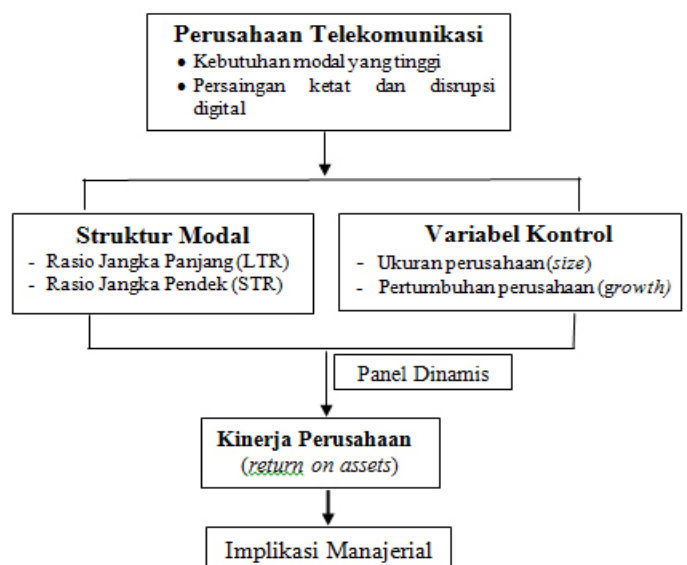 Perusahaan Telekomunikasi
• Kebutuhan modal yang tinggi
• Persaingan ketat dan disrupsi
digital
Struktur Modal
- Rasio Jangka Panjang (LTR)
- Rasio Jangka Pendek (STR)
Variabel Kontrol
- Ukuran perusahaan (size)
- Pertumbuhan perusahaan (growth)
Panel Dinamis
Kinerja Perusahaan
(return on assets)
Implikasi Manajerial